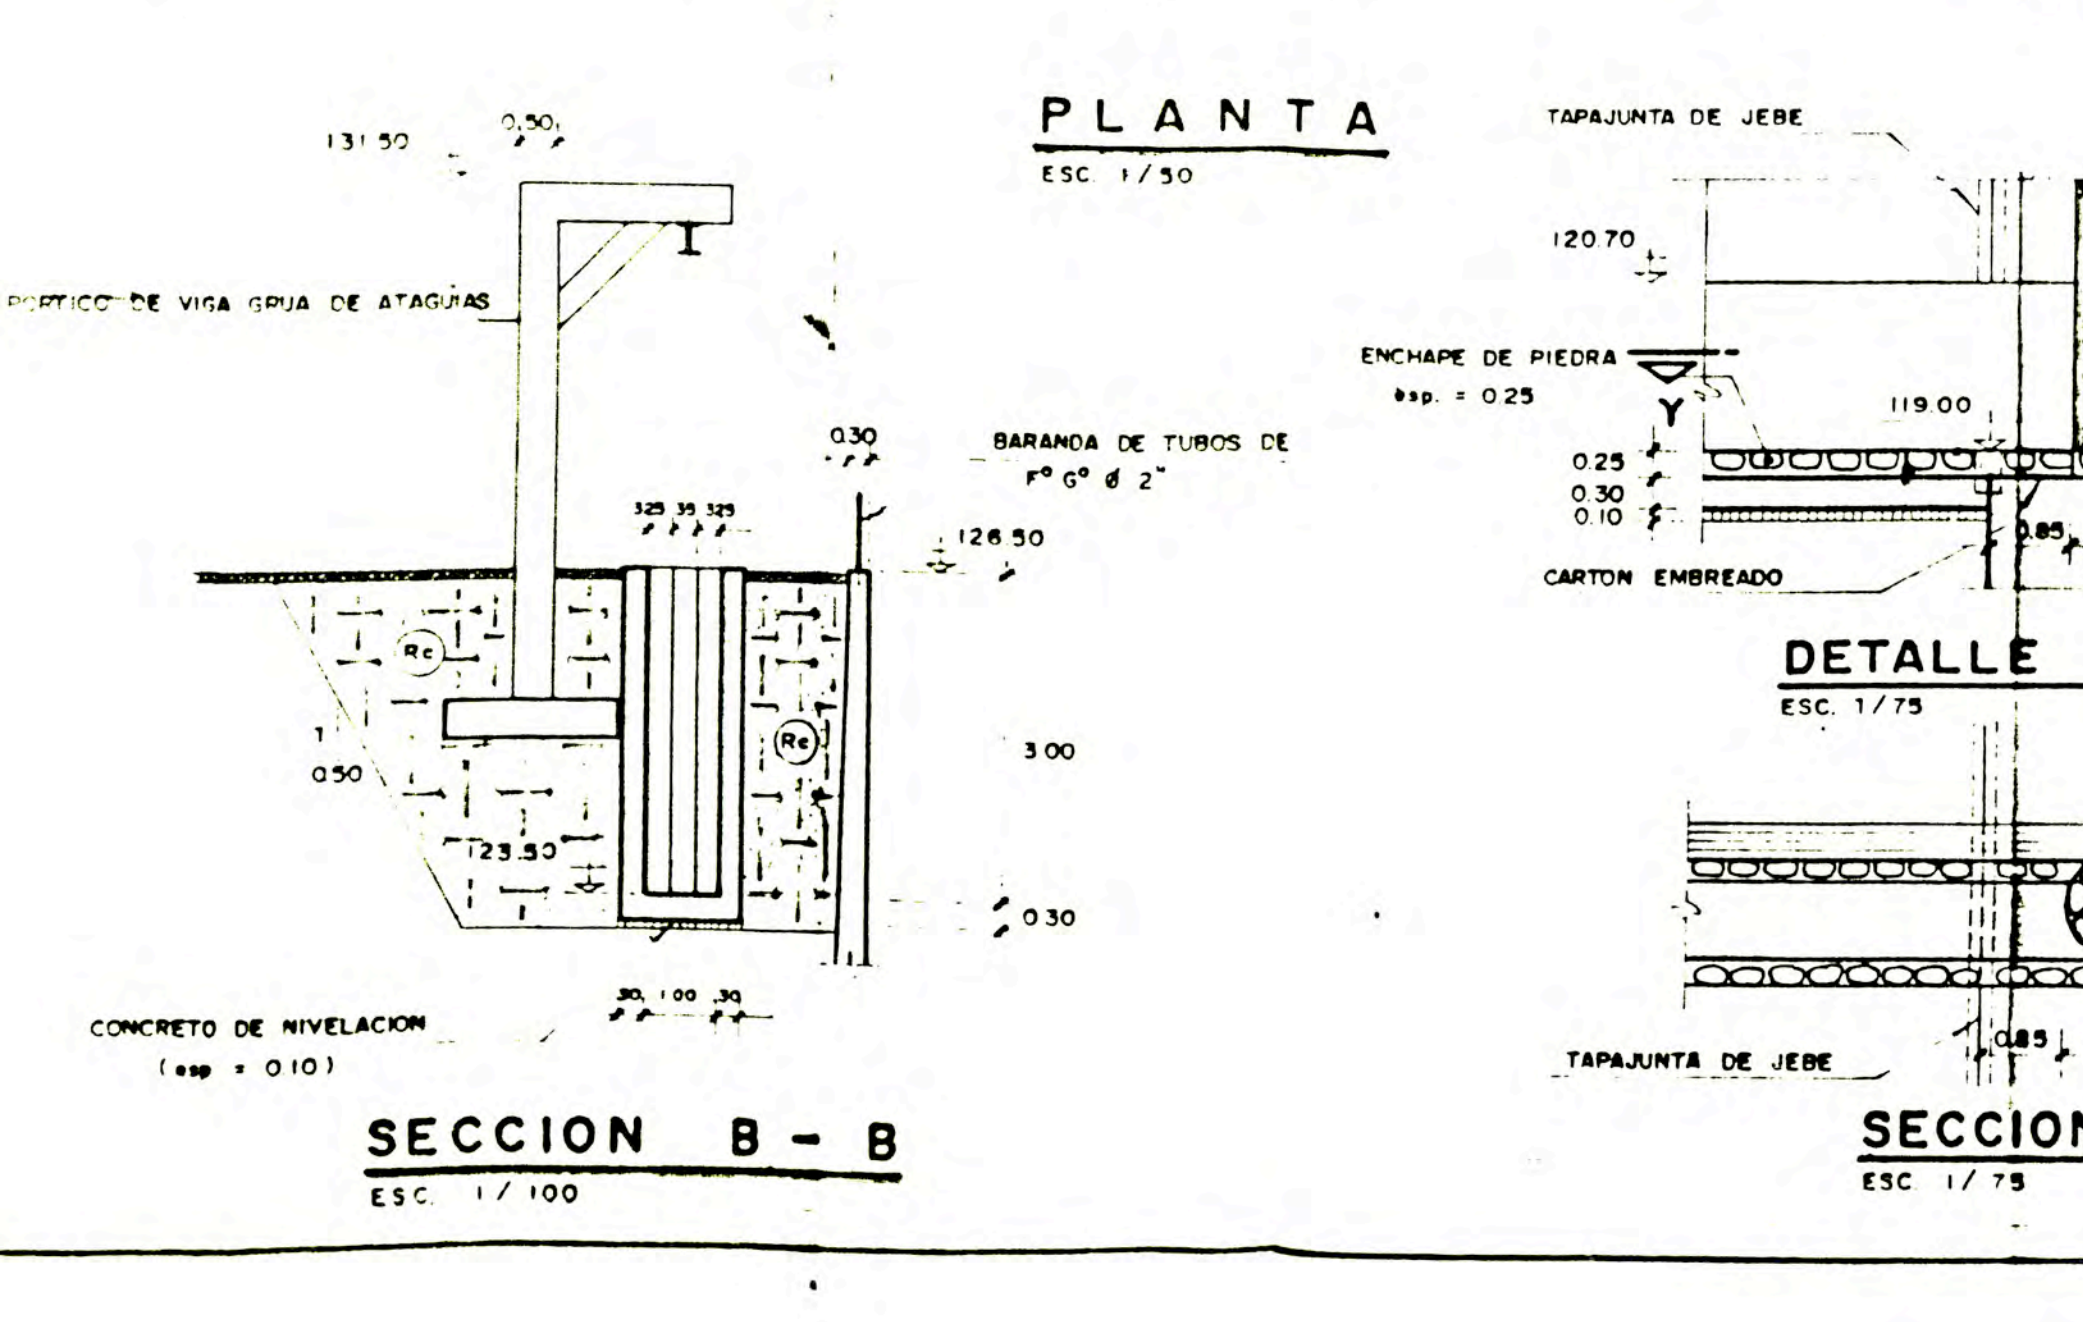 131.50
0.50
PORTICO DE VIGA GRUA DE ATAGUIAS
0.30
BARANDA DE TUBOS DE
F° G° Ø 2"
325 35 325
126.50
Rc
Rc
1
0.50
3.00
123.50
0.30
.30 1.00 .30
CONCRETO DE NIVELACION
(esp = 0.10)
SECCION B - B
ESC. 1/100
PLANTA
ESC. 1/50
TAPAJUNTA DE JEBE
120.70
ENCHAPE DE PIEDRA
esp. = 0.25
Y
119.00
0.25
0.30
0.10
0.85
CARTON EMBREADO
DETALLE
ESC. 1/75
0.85
TAPAJUNTA DE JEBE
SECCION
ESC. 1/75